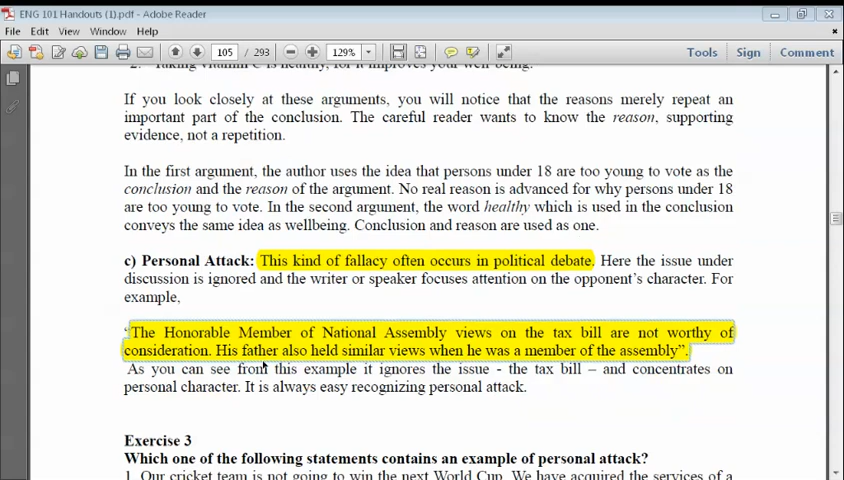 ENG 101 Handouts (1).pdf - Adobe Reader
File Edit View Window Help
105 / 293 129% Tools Sign Comment
2. Taking vitamin C is healthy, for it improves your well-being.
If you look closely at these arguments, you will notice that the reasons merely repeat an
important part of the conclusion. The careful reader wants to know the reason, supporting
evidence, not a repetition.
In the first argument, the author uses the idea that persons under 18 are too young to vote as the
conclusion and the reason of the argument. No real reason is advanced for why persons under 18
are too young to vote. In the second argument, the word healthy which is used in the conclusion
conveys the same idea as wellbeing. Conclusion and reason are used as one.
c) Personal Attack: This kind of fallacy often occurs in political debate. Here the issue under
discussion is ignored and the writer or speaker focuses attention on the opponent's character. For
example,
“The Honorable Member of National Assembly views on the tax bill are not worthy of
consideration. His father also held similar views when he was a member of the assembly”.
As you can see from this example it ignores the issue - the tax bill – and concentrates on
personal character. It is always easy recognizing personal attack.
Exercise 3
Which one of the following statements contains an example of personal attack?
1. Our cricket team is not going to win the next World Cup. We have acquired the services of a